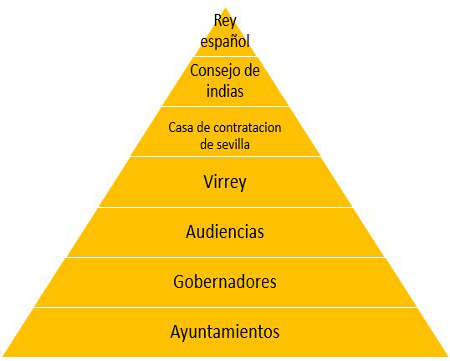 Rey
español
Consejo de
indias
Casa de contratacion
de sevilla
Virrey
Audiencias
Gobernadores
Ayuntamientos